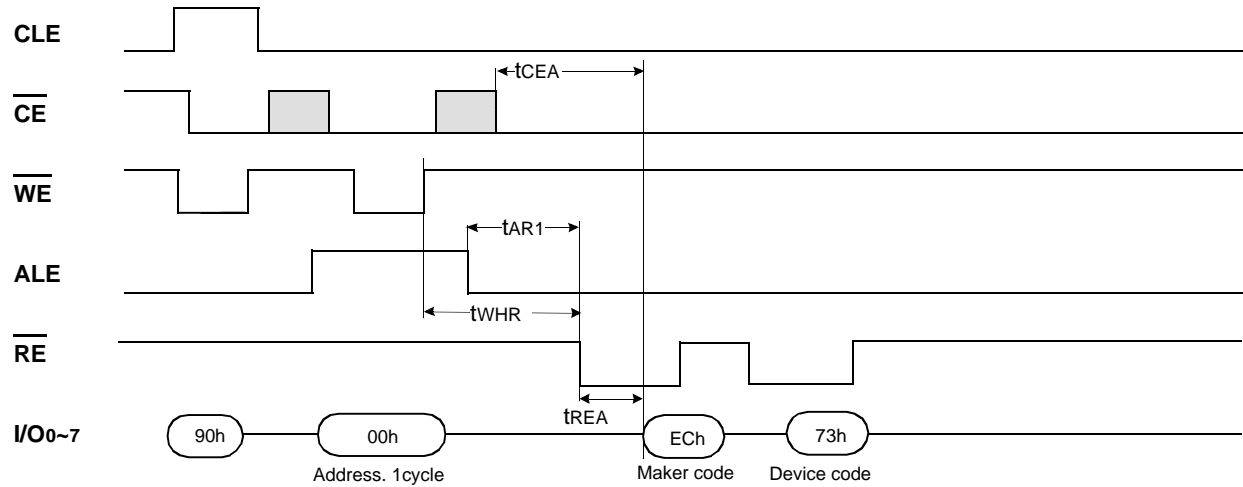 CLE
tCEA
CE
WE
tAR1
ALE
tWHR
RE
tREA
I/O0~7
90h
00h
ECh
73h
Address. 1cycle
Maker code
Device code